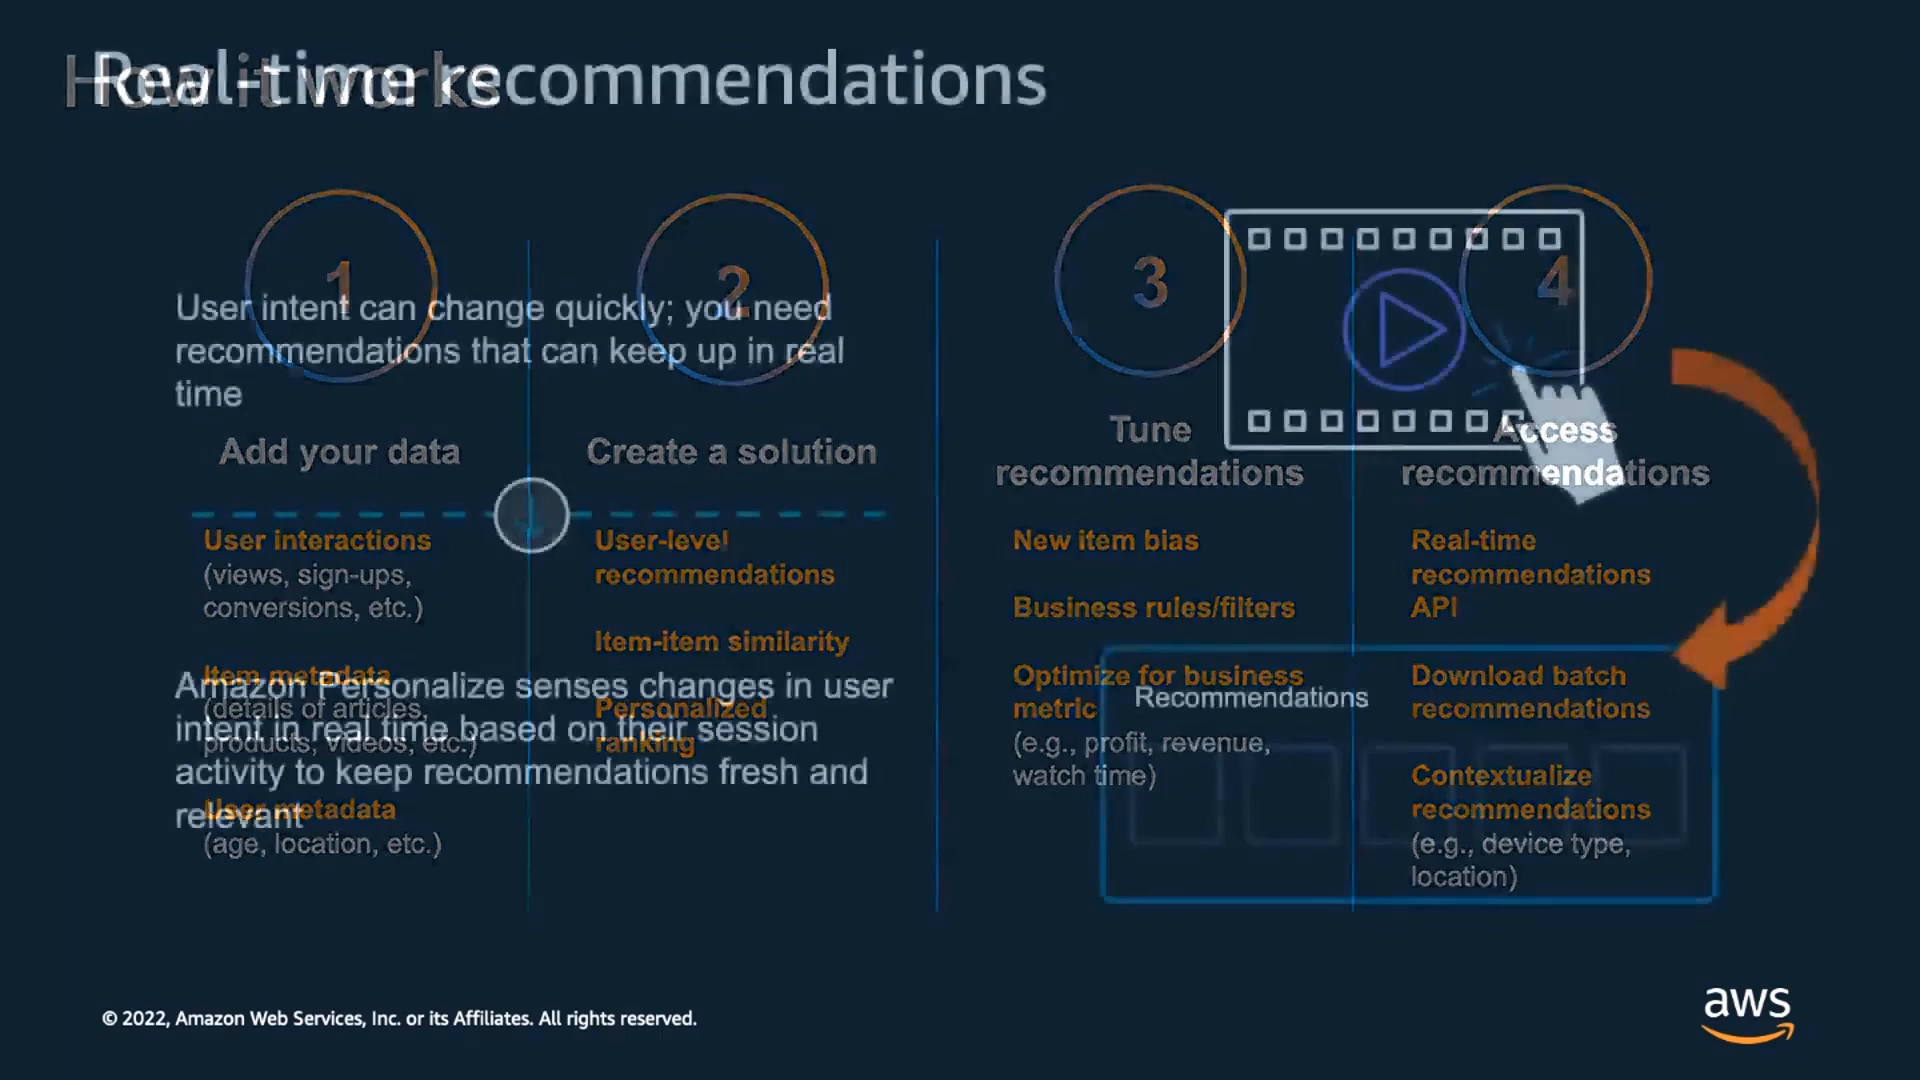 How it works
Real-time recommendations
1
2
3
4
User intent can change quickly; you need
recommendations that can keep up in real
time
Add your data
Create a solution
Tune
recommendations
Access
recommendations
User interactions
(views, sign-ups,
conversions, etc.)
Item metadata
(details of articles,
products, videos, etc.)
User metadata
(age, location, etc.)
User-level
recommendations
Item-item similarity
Personalized
ranking
New item bias
Business rules/filters
Optimize for business
metric
(e.g., profit, revenue,
watch time)
Real-time
recommendations
API
Download batch
recommendations
Contextualize
recommendations
(e.g., device type,
location)
Amazon Personalize senses changes in user
intent in real time based on their session
activity to keep recommendations fresh and
relevant
Recommendations
© 2022, Amazon Web Services, Inc. or its Affiliates. All rights reserved.
aws